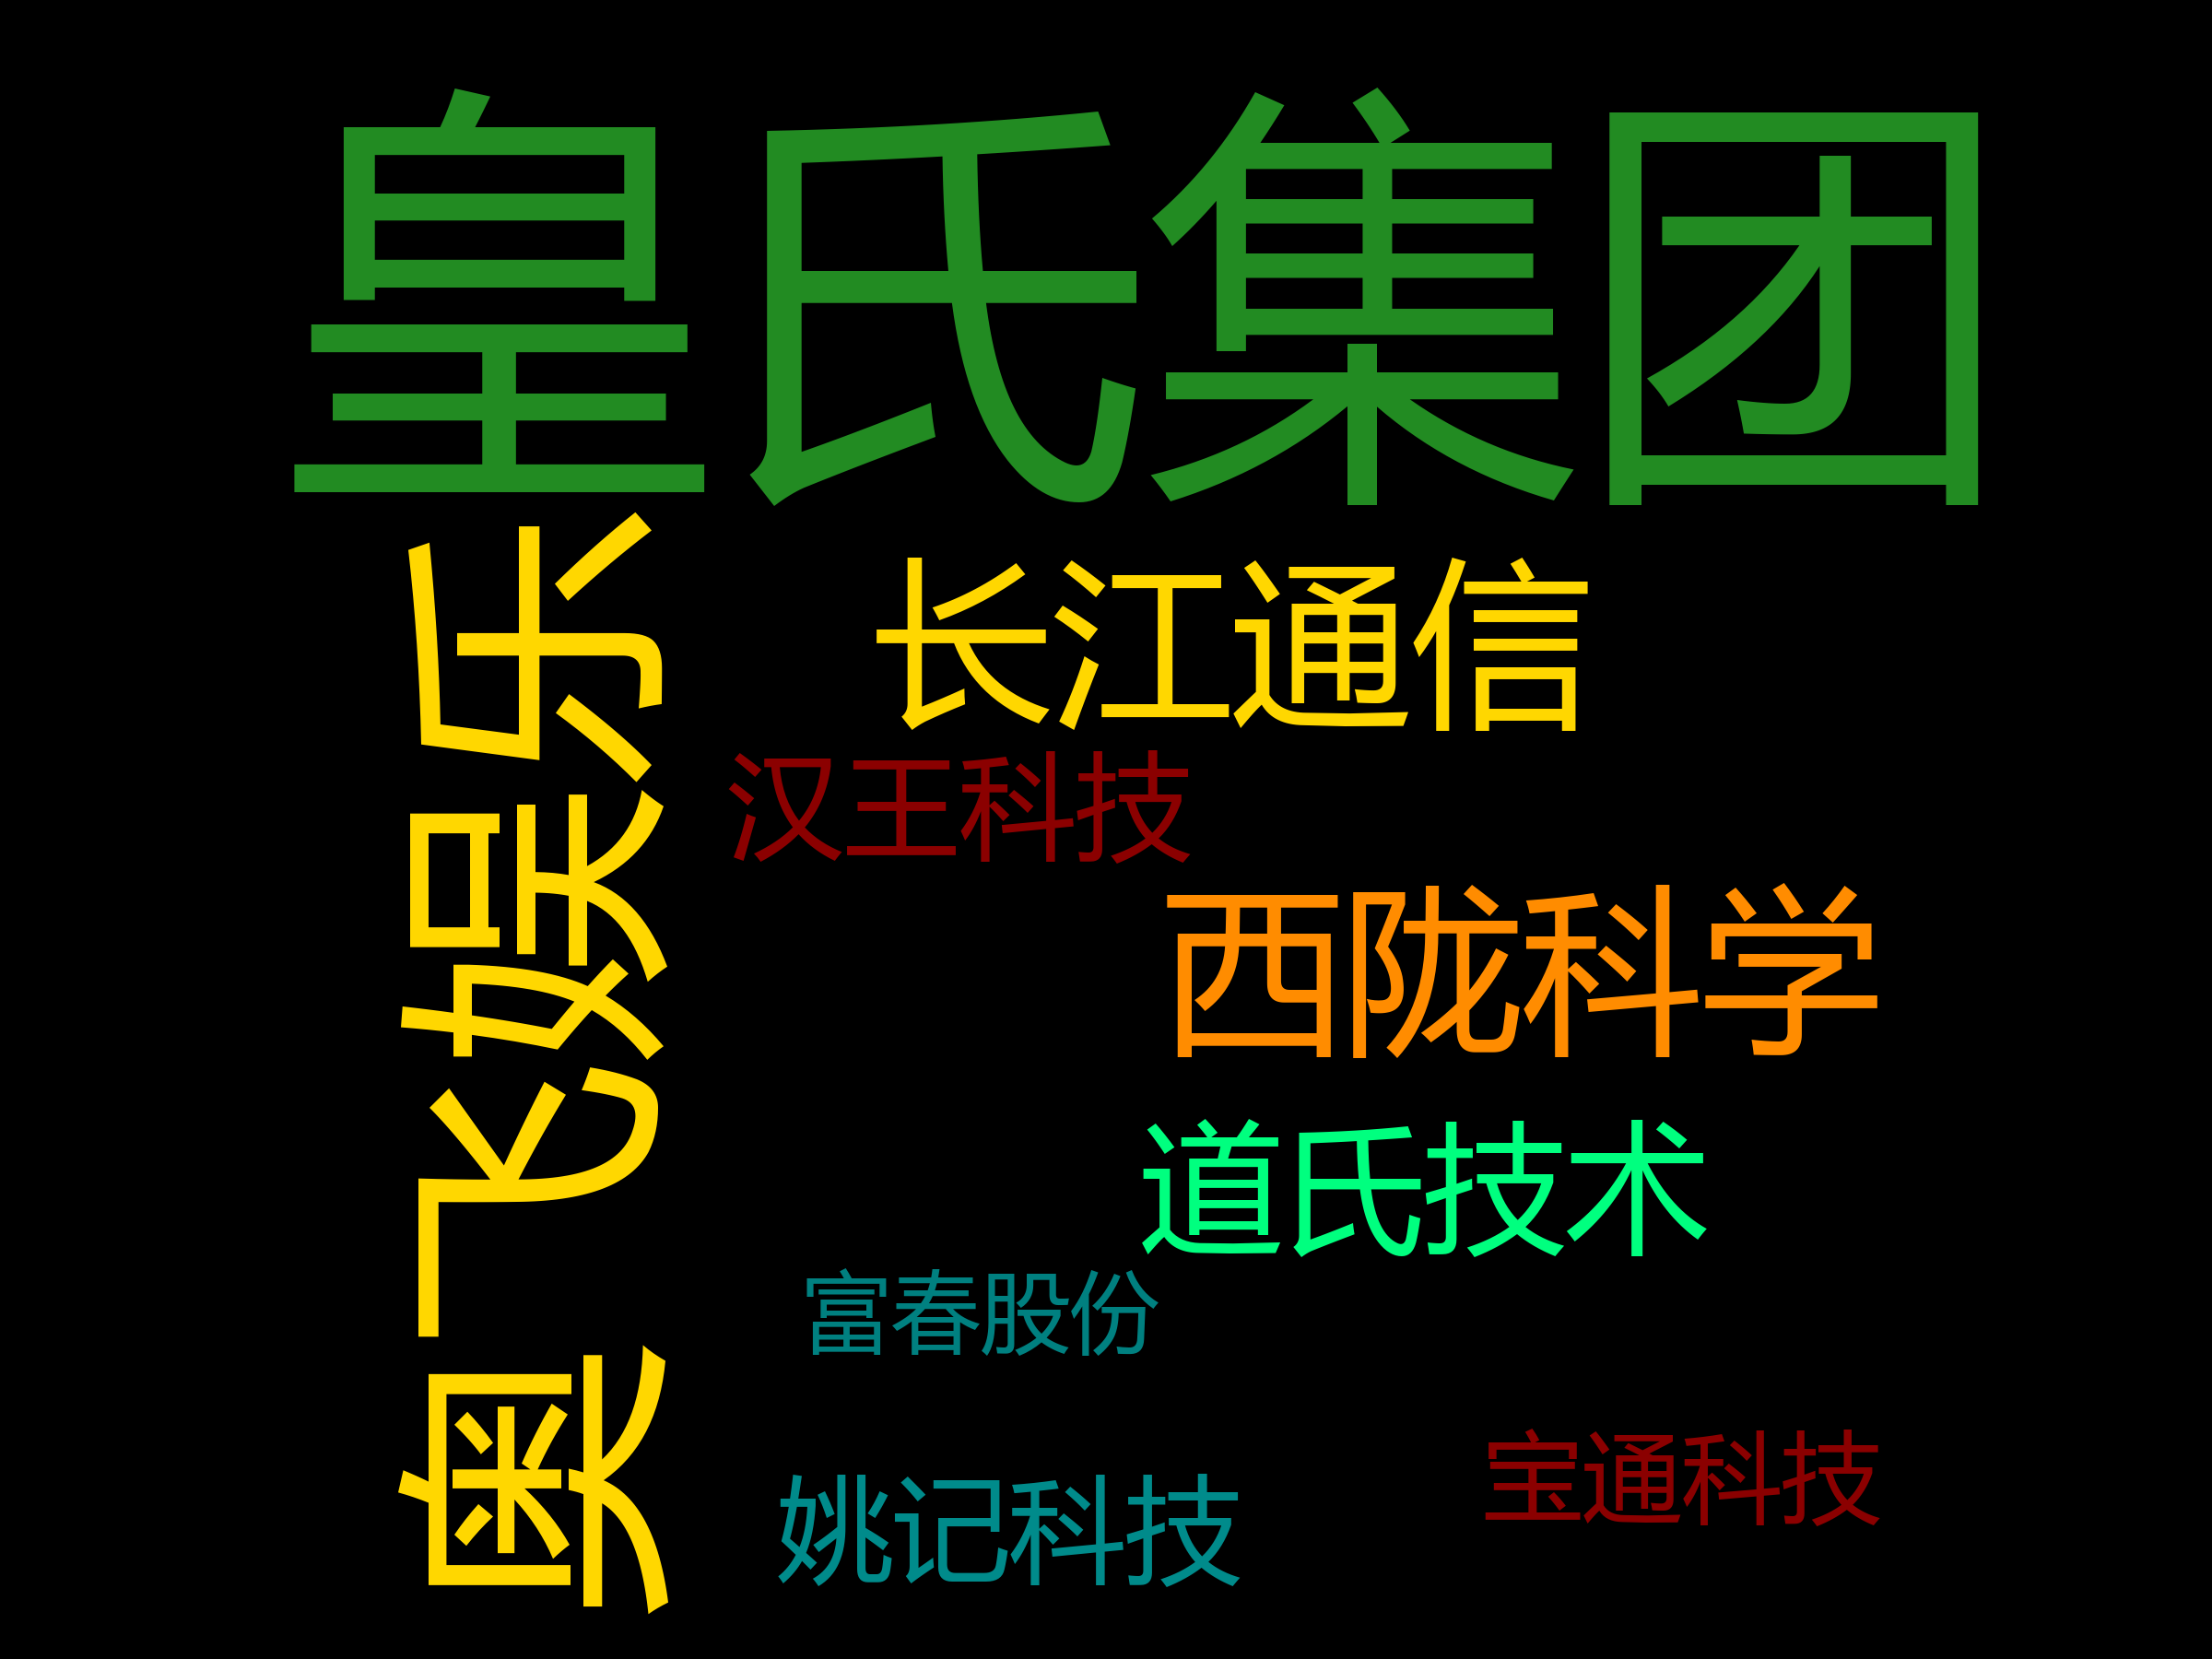 皇氏集团
奥飞娱乐
长江通信
汉王科技
西陇科学
道氏技术
富春股份
姚记科技
宝通科技